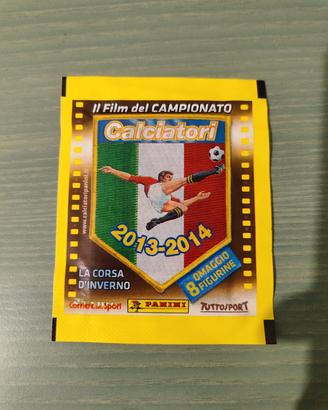 Il Film del CAMPIONATO
Calciatori
www.calciatoripanini.it
2013-2014
LA CORSA
D'INVERNO
8 OMAGGIO
FIGURINE
Corriere dello Sport
PANINI
TUTTOSPORT